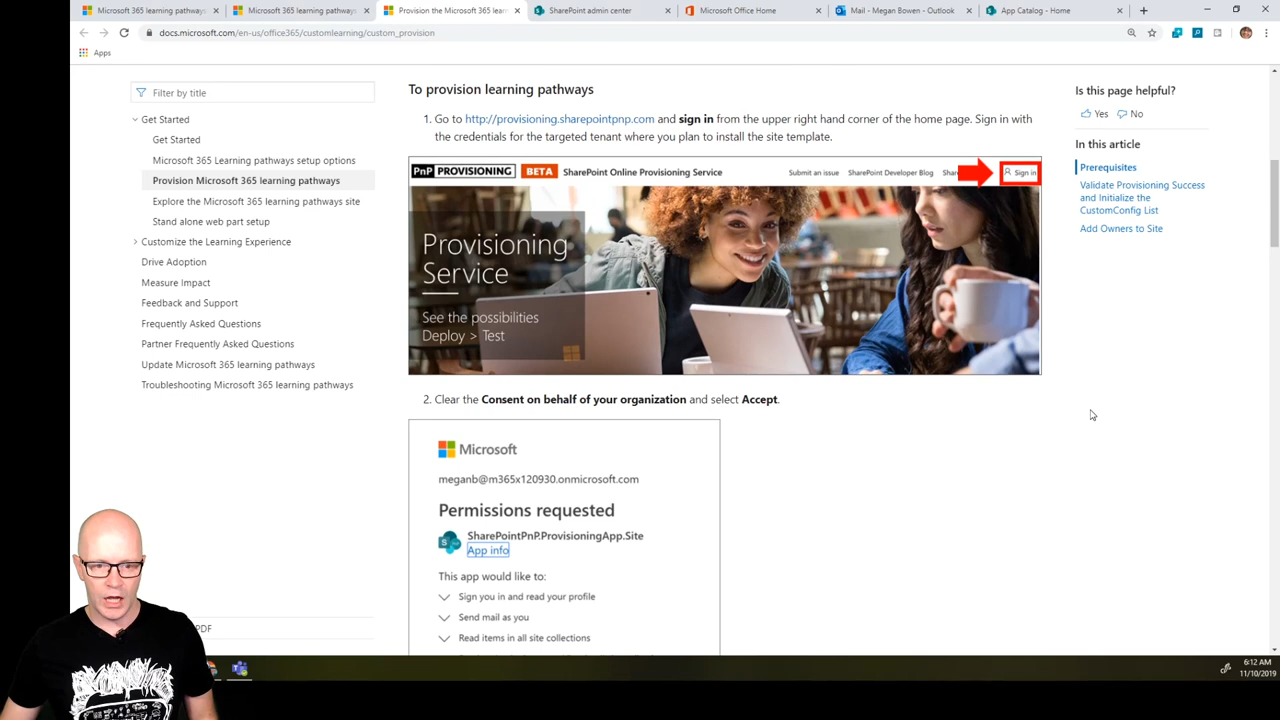 Microsoft 365 learning pathways
Microsoft 365 learning pathways
Provision the Microsoft 365 lear
SharePoint admin center
Microsoft Office Home
Mail - Megan Bowen - Outlook
App Catalog - Home
docs.microsoft.com/en-us/office365/customlearning/custom_provision
Apps
Filter by title
Get Started
Get Started
Microsoft 365 Learning pathways setup options
Provision Microsoft 365 learning pathways
Explore the Microsoft 365 learning pathways site
Stand alone web part setup
Customize the Learning Experience
Drive Adoption
Measure Impact
Feedback and Support
Frequently Asked Questions
Partner Frequently Asked Questions
Update Microsoft 365 learning pathways
Troubleshooting Microsoft 365 learning pathways
PDF
To provision learning pathways
1. Go to http://provisioning.sharepointpnp.com and sign in from the upper right hand corner of the home page. Sign in with
the credentials for the targeted tenant where you plan to install the site template.
PnP PROVISIONING BETA SharePoint Online Provisioning Service Submit an issue SharePoint Developer Blog Shar Sign in
Provisioning
Service
See the possibilities
Deploy > Test
2. Clear the Consent on behalf of your organization and select Accept.
Microsoft
meganb@m365x120930.onmicrosoft.com
Permissions requested
SharePointPnP.ProvisioningApp.Site
App info
This app would like to:
Sign you in and read your profile
Send mail as you
Read items in all site collections
Is this page helpful?
Yes No
In this article
Prerequisites
Validate Provisioning Success
and Initialize the
CustomConfig List
Add Owners to Site
6:12 AM
11/10/2019